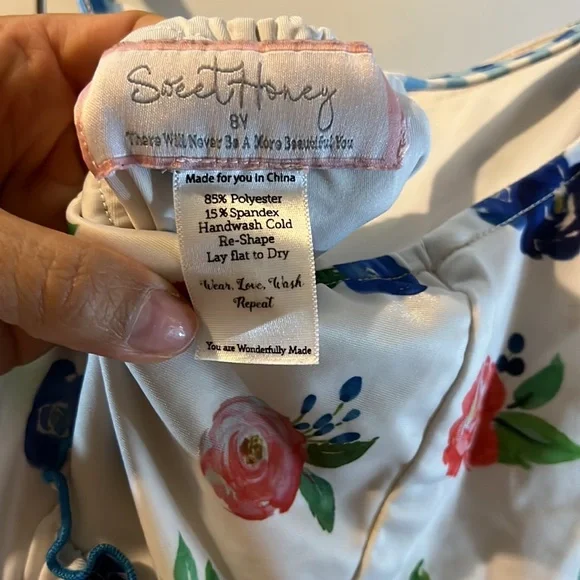 Sweet Honey
8Y
There Will Never Be A More Beautiful You
Made for you in China
85% Polyester
15% Spandex
Handwash Cold
Re-Shape
Lay flat to Dry
Wear, Love, Wash
Repeat
You are Wonderfully Made